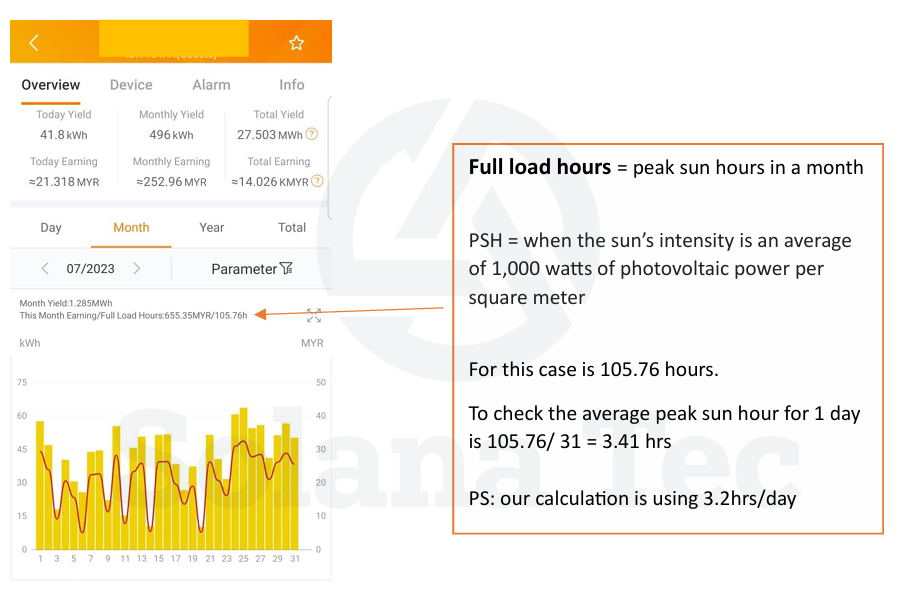 Overview Device Alarm Info
Today Yield Monthly Yield Total Yield
41.8 kWh 496 kWh 27.503 MWh ?
Today Earning Monthly Earning Total Earning
≈21.318 MYR ≈252.96 MYR ≈14.026 KMYR ?
Day Month Year Total
07/2023 Parameter
Month Yield:1.285MWh
This Month Earning/Full Load Hours:655.35MYR/105.76h
kWh MYR
75 50
60 40
45 30
30 20
15 10
0 0
1 3 5 7 9 11 13 15 17 19 21 23 25 27 29 31
Full load hours = peak sun hours in a month
PSH = when the sun's intensity is an average
of 1,000 watts of photovoltaic power per
square meter
For this case is 105.76 hours.
To check the average peak sun hour for 1 day
is 105.76/ 31 = 3.41 hrs
PS: our calculation is using 3.2hrs/day
Solana Tec